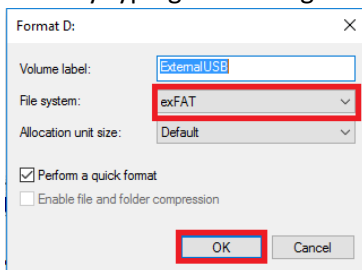 Format D:
Volume label: ExternalUSB
File system: exFAT
Allocation unit size: Default
Perform a quick format
Enable file and folder compression
OK Cancel